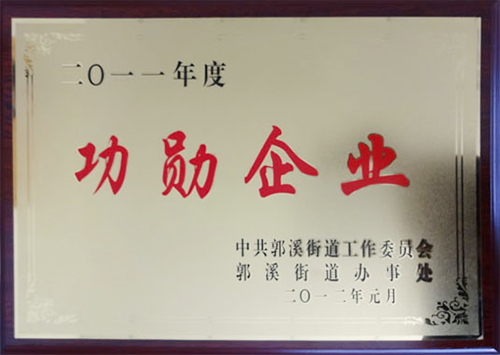 二〇一一年度
功勋企业
中共郭溪街道工作委员会
郭溪街道办事处
二〇一二年元月